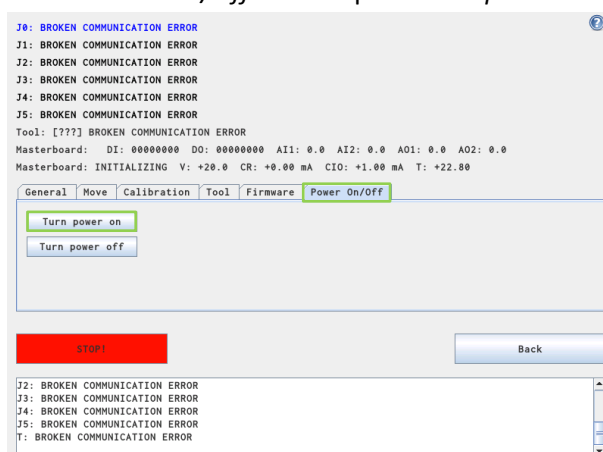 J0: BROKEN COMMUNICATION ERROR
J1: BROKEN COMMUNICATION ERROR
J2: BROKEN COMMUNICATION ERROR
J3: BROKEN COMMUNICATION ERROR
J4: BROKEN COMMUNICATION ERROR
J5: BROKEN COMMUNICATION ERROR
Tool: [???] BROKEN COMMUNICATION ERROR
Masterboard: DI: 00000000 DO: 00000000 AI1: 0.0 AI2: 0.0 AO1: 0.0 AO2: 0.0
Masterboard: INITIALIZING V: +20.0 CR: +0.00 mA CIO: +1.00 mA T: +22.80
General Move Calibration Tool Firmware Power On/Off
Turn power on
Turn power off
STOP! Back
J2: BROKEN COMMUNICATION ERROR
J3: BROKEN COMMUNICATION ERROR
J4: BROKEN COMMUNICATION ERROR
J5: BROKEN COMMUNICATION ERROR
T: BROKEN COMMUNICATION ERROR